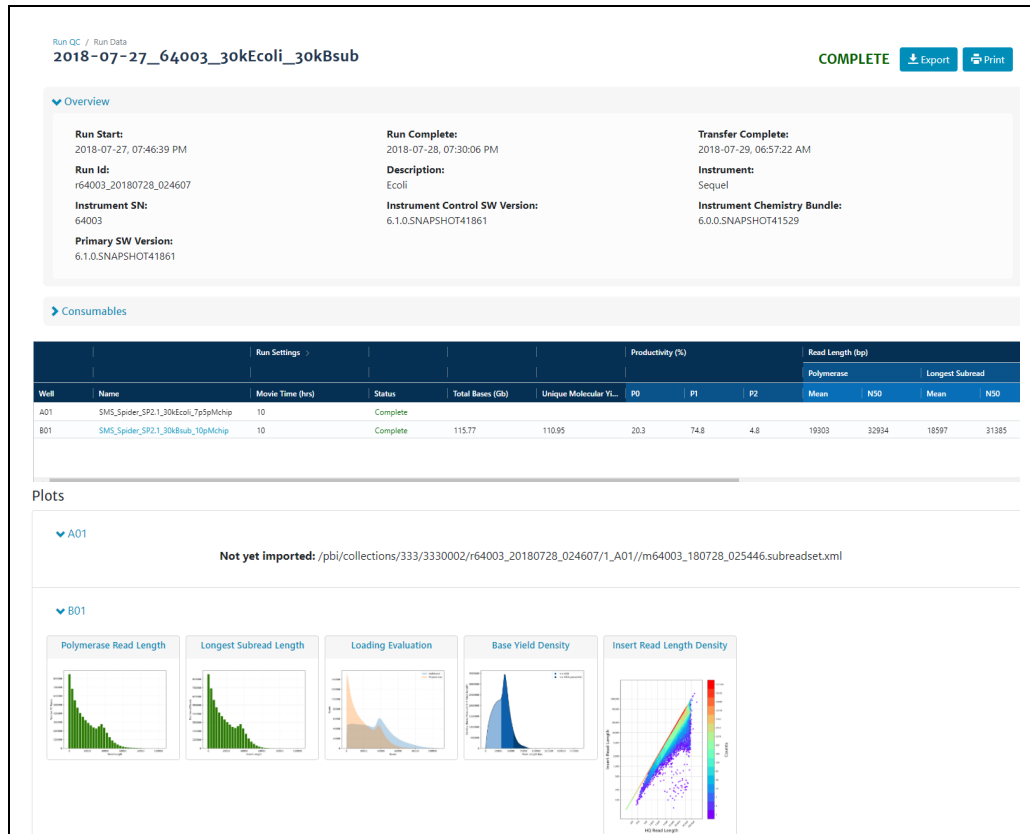 Run QC / Run Data
2018-07-27_64003_30kEcoli_30kBsub
COMPLETE Export Print
Overview
Run Start: Run Complete: Transfer Complete:
2018-07-27, 07:46:39 PM 2018-07-28, 07:30:06 PM 2018-07-29, 06:57:22 AM
Run Id: Description: Instrument:
r64003_20180728_024607 Ecoli Sequel
Instrument SN: Instrument Control SW Version: Instrument Chemistry Bundle:
64003 6.1.0.SNAPSHOT41861 6.0.0.SNAPSHOT41529
Primary SW Version:
6.1.0.SNAPSHOT41861
Consumables
Run Settings Productivity (%) Read Length (bp)
Polymerase Longest Subread
Well Name Movie Time (hrs) Status Total Bases (Gb) Unique Molecular Yi... P0 P1 P2 Mean N50 Mean N50
A01 SMS_Spider_SP2.1_30kEcoli_7p5pMchip 10 Complete
B01 SMS_Spider_SP2.1_30kBsub_10pMchip 10 Complete 115.77 110.95 20.3 74.8 4.8 19303 32934 18597 31385
Plots
A01
Not yet imported: /pbi/collections/333/3330002/r64003_20180728_024607/1_A01//m64003_180728_025446.subreadset.xml
B01
Polymerase Read Length Longest Subread Length Loading Evaluation Base Yield Density Insert Read Length Density
Insert Read Length
Counts
HQ Read Length